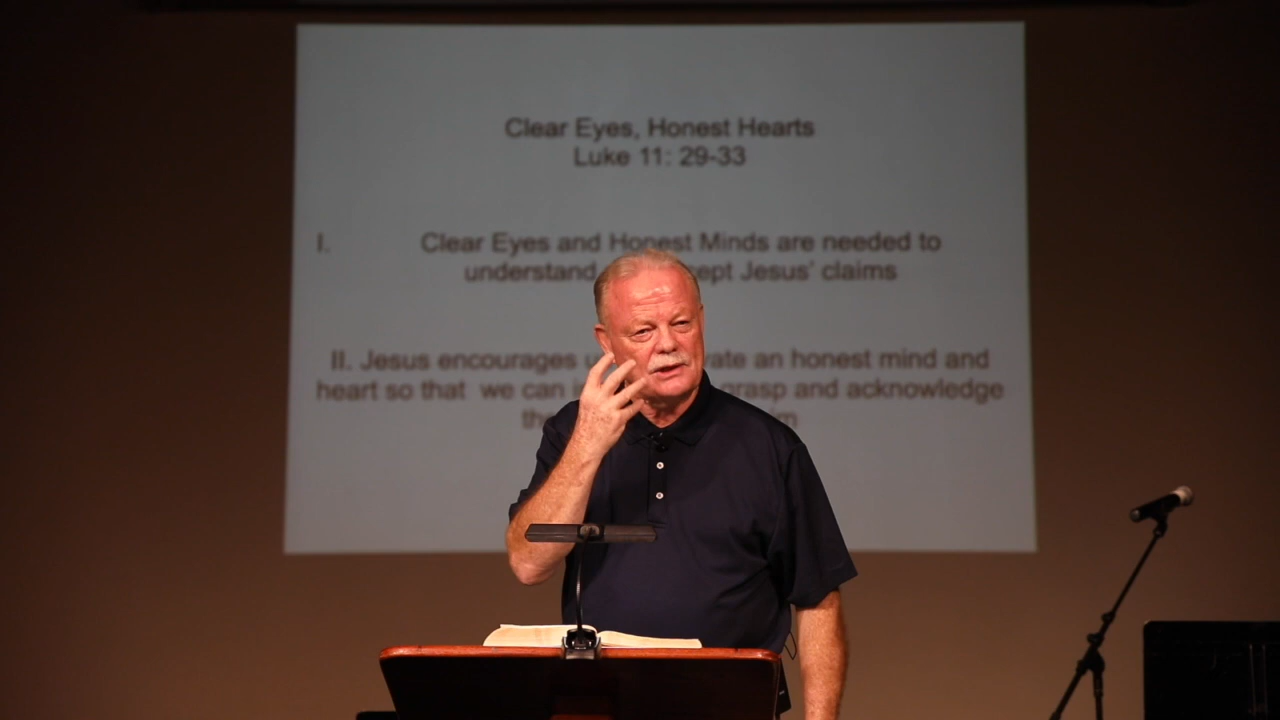 Clear Eyes, Honest Hearts
Luke 11: 29-33
I. Clear Eyes and Honest Minds are needed to
understand Jesus' claims
II. Jesus encourages an honest mind and
heart so that we can grasp and acknowledge